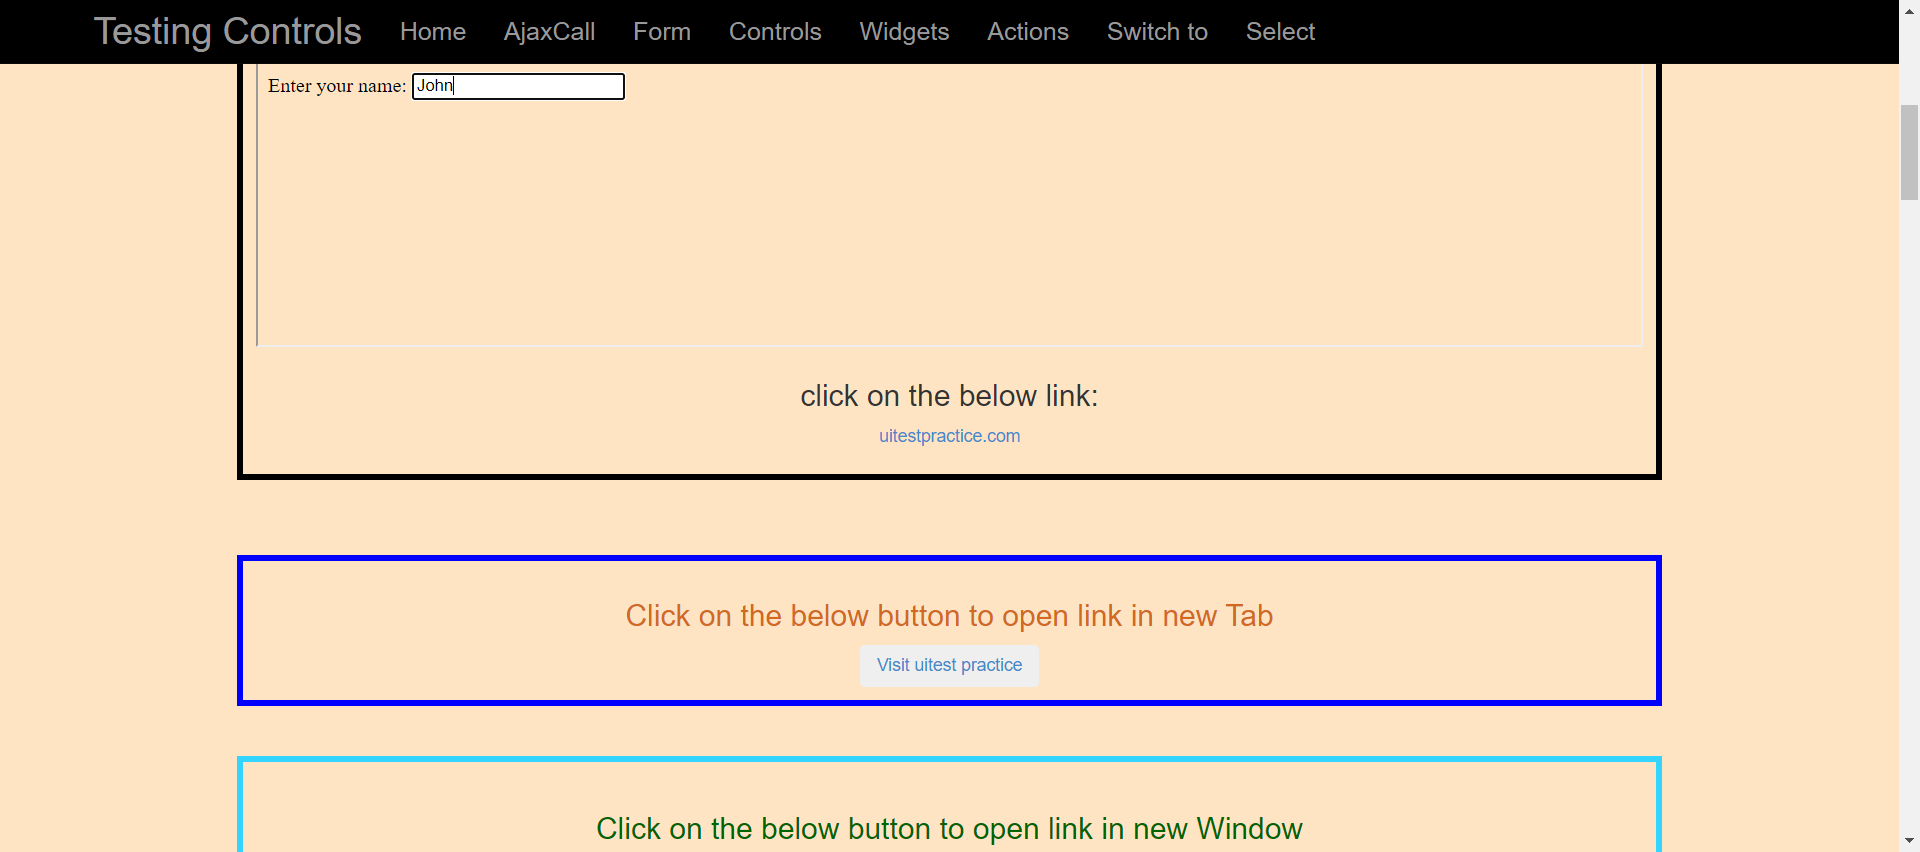 Testing Controls Home AjaxCall Form Controls Widgets Actions Switch to Select
Enter your name: John
click on the below link:
uitestpractice.com
Click on the below button to open link in new Tab
Visit uitest practice
Click on the below button to open link in new Window